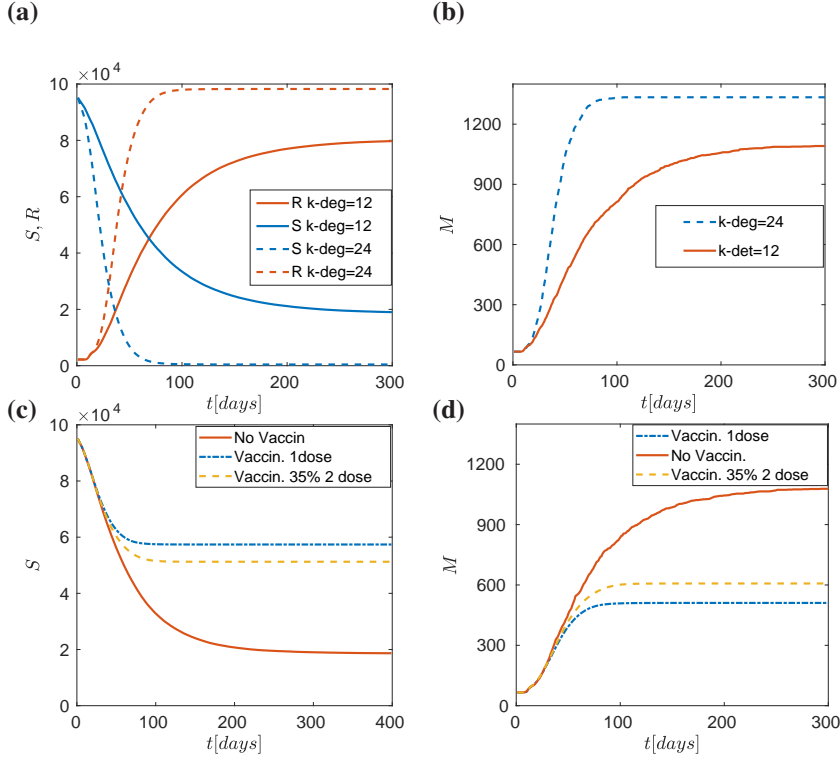 (a)
×10^4
10
8
6
4
2
0
S, R
0
100
200
300
t[days]
R k-deg=12
S k-deg=12
S k-deg=24
R k-deg=24
(b)
1200
900
600
300
0
M
0
100
200
300
t[days]
k-deg=24
k-det=12
(c)
×10^4
10
8
6
4
2
0
S
0
100
200
300
400
t[days]
No Vaccin
Vaccin. 1dose
Vaccin. 35% 2 dose
(d)
1200
900
600
300
0
M
0
100
200
300
t[days]
Vaccin. 1dose
No Vaccin.
Vaccin. 35% 2 dose